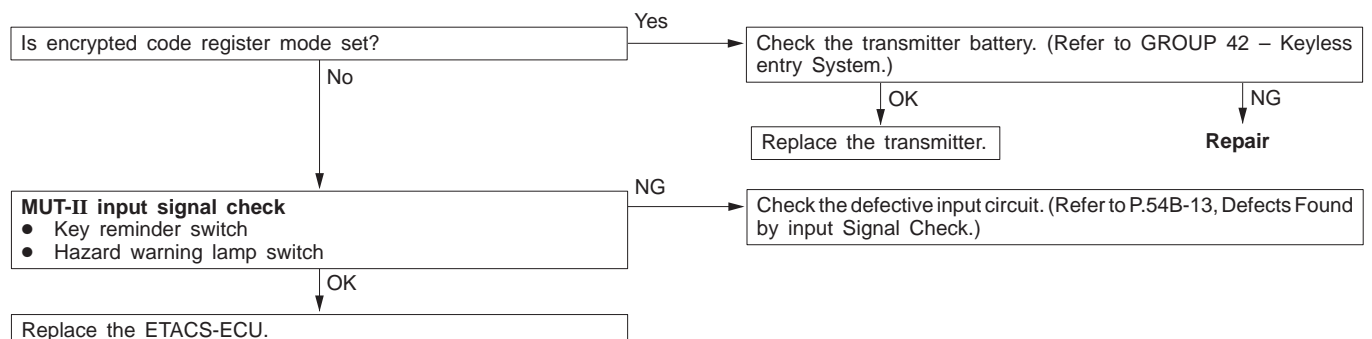 Is encrypted code register mode set?
Yes
Check the transmitter battery. (Refer to GROUP 42 – Keyless
entry System.)
No
OK
NG
Replace the transmitter.
Repair
MUT-II input signal check
● Key reminder switch
● Hazard warning lamp switch
NG
Check the defective input circuit. (Refer to P.54B-13, Defects Found
by input Signal Check.)
OK
Replace the ETACS-ECU.